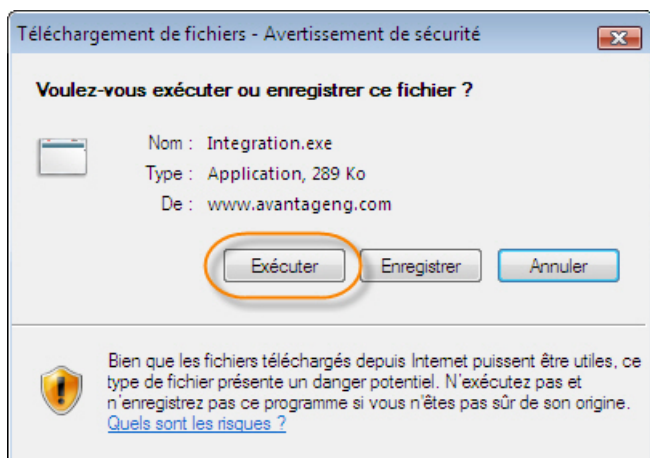 Téléchargement de fichiers - Avertissement de sécurité
Voulez-vous exécuter ou enregistrer ce fichier ?
Nom : Integration.exe
Type : Application, 289 Ko
De : www.avantageng.com
Exécuter Enregistrer Annuler
Bien que les fichiers téléchargés depuis Internet puissent être utiles, ce
type de fichier présente un danger potentiel. N'exécutez pas et
n'enregistrez pas ce programme si vous n'êtes pas sûr de son origine.
Quels sont les risques ?